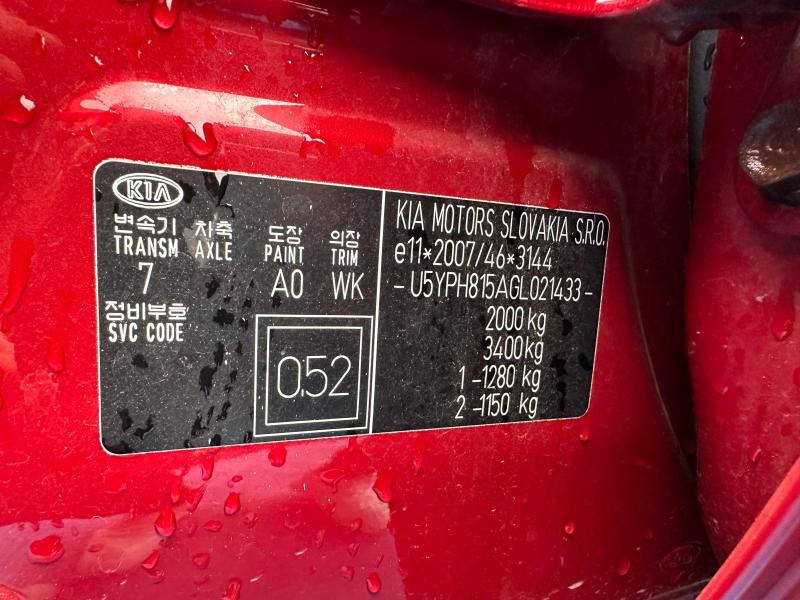 KIA
변속기 차축 도장 의장
TRANSM AXLE PAINT TRIM
7 A0 WK
정비부호
SVC CODE
0.52
KIA MOTORS SLOVAKIA S.R.O.
e11*2007/46*3144
- U5YPH815AGL021433 -
2000 kg
3400 kg
1 -1280 kg
2 -1150 kg